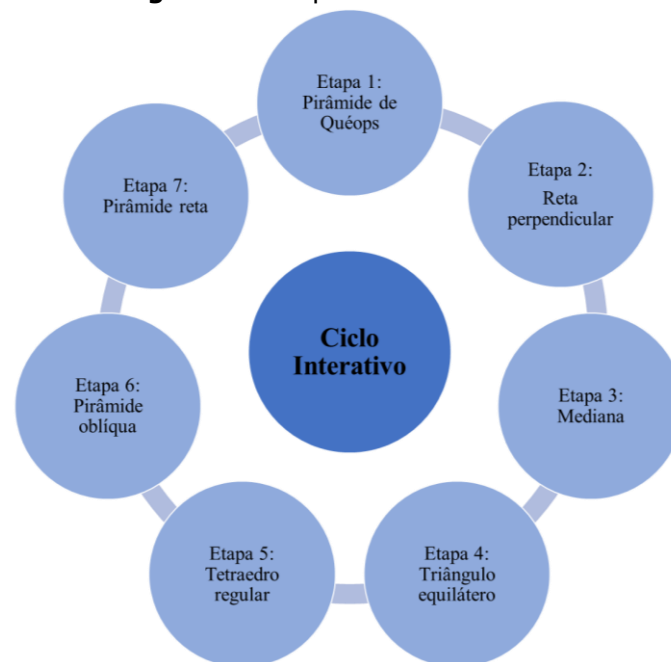 Etapa 1:
Pirâmide de
Quéops
Etapa 2:
Reta
perpendicular
Etapa 3:
Mediana
Etapa 4:
Triângulo
equilátero
Etapa 5:
Tetraedro
regular
Etapa 6:
Pirâmide
oblíqua
Etapa 7:
Pirâmide reta
Ciclo
Interativo